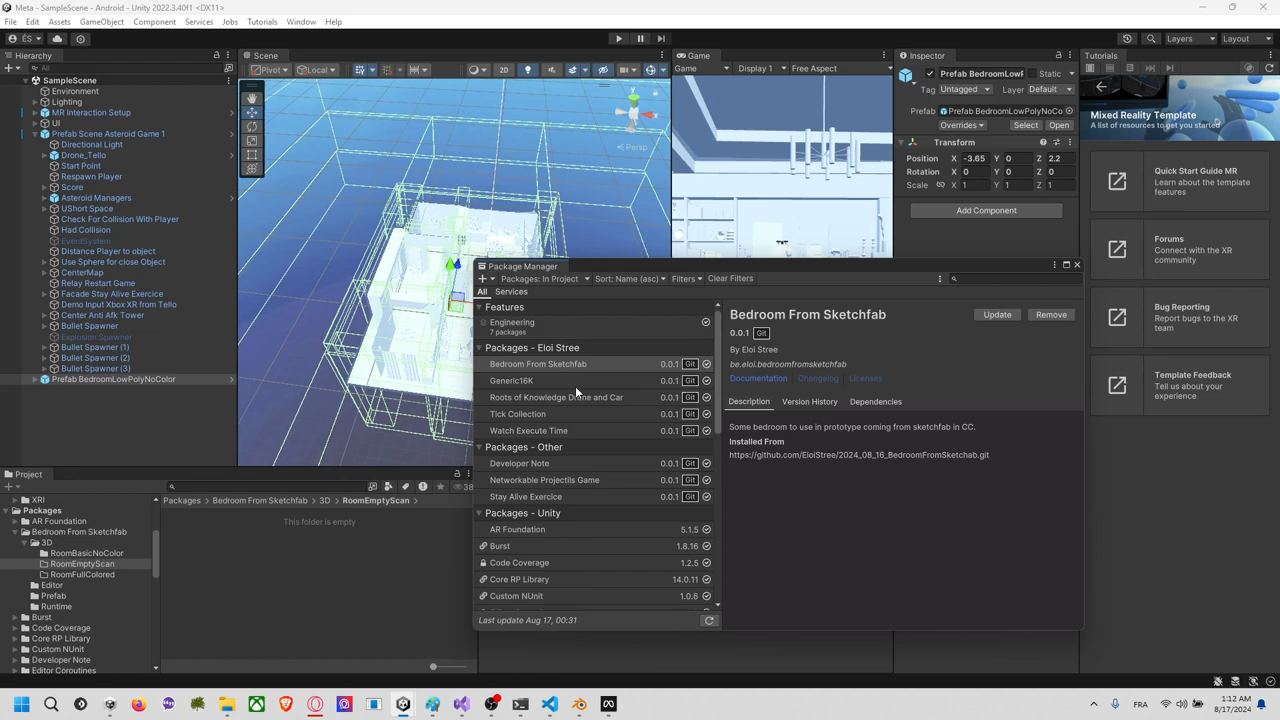 Meta - SampleScene - Android - Unity 2022.3.40f1 <DX11>
File Edit Assets GameObject Component Services Jobs Tutorials Window Help
ÉS
Layers
Layout
Hierarchy
All
SampleScene
Environment
Lighting
MR Interaction Setup
UI
Prefab Scene Asteroid Game 1
Directional Light
Drone_Tello
Start Point
Respawn Player
Score
Asteroid Managers
UShort Space
Check For Collision With Player
Had Collision
EventSystem
Distance Player to object
Use Sphere for close Object
CenterMap
Relay Restart Game
Facade Stay Alive Exercice
Demo Input Xbox XR from Tello
Center Anti Afk Tower
Bullet Spawner
Explosion Spawner
Bullet Spawner (1)
Bullet Spawner (2)
Bullet Spawner (3)
Prefab BedroomLowPolyNoColor
Scene
Pivot
Local
2D
Persp
Game
Game
Display 1
Free Aspect
Inspector
Prefab BedroomLowF
Static
Tag Untagged
Layer Default
Prefab
Prefab BedroomLowPolyNoCo
Overrides
Select
Open
Transform
Position X -3.65 Y 0 Z 2.2
Rotation X 0 Y 0 Z 0
Scale X 1 Y 1 Z 1
Add Component
Tutorials
Mixed Reality Template
A list of resources to get you started
Quick Start Guide MR
Learn about the template
features
Forums
Connect with the XR
community
Bug Reporting
Report bugs to the XR
team
Template Feedback
Tell us about your
experience
Package Manager
Packages: In Project
Sort: Name (asc)
Filters
Clear Filters
All
Services
Features
Engineering
7 packages
Packages - Eloi Stree
Bedroom From Sketchfab 0.0.1 Git
Generic16K 0.0.1 Git
Roots of Knowledge Drone and Car 0.0.1 Git
Tick Collection 0.0.1 Git
Watch Execute Time 0.0.1 Git
Packages - Other
Developer Note 0.0.1 Git
Networkable Projectils Game 0.0.1 Git
Stay Alive Exercice 0.0.1 Git
Packages - Unity
AR Foundation 5.1.5
Burst 1.8.16
Code Coverage 1.2.5
Core RP Library 14.0.11
Custom NUnit 1.0.6
Last update Aug 17, 00:31
Bedroom From Sketchfab
Update
Remove
0.0.1 Git
By Eloi Stree
be.eloi.bedroomfromsketchfab
Documentation Changelog Licenses
Description Version History Dependencies
Some bedroom to use in prototype coming from sketchfab in CC.
Installed From
https://github.com/EloiStree/2024_08_16_BedroomFromSketchab.git
Project
XRI
Packages
AR Foundation
Bedroom From Sketchfab
3D
RoomBasicNoColor
RoomEmptyScan
RoomFullColored
Editor
Prefab
Runtime
Burst
Code Coverage
Core RP Library
Custom NUnit
Developer Note
Editor Coroutines
Packages > Bedroom From Sketchfab > 3D > RoomEmptyScan
This folder is empty
38
FRA
1:12 AM
8/17/2024